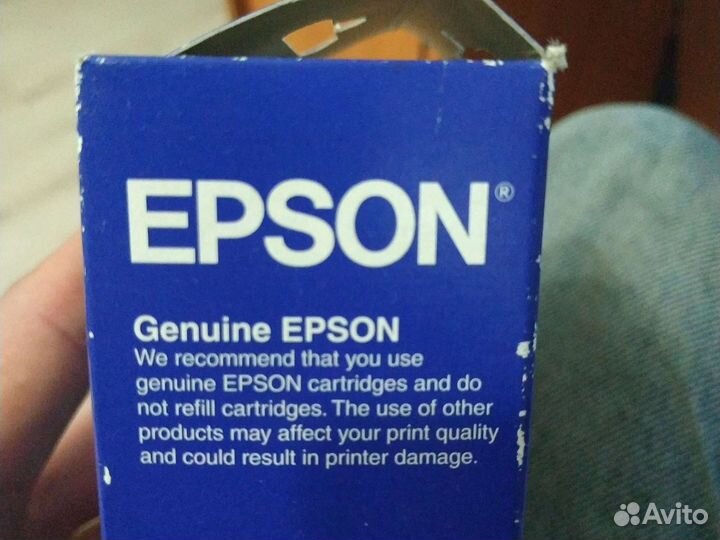 EPSON®
Genuine EPSON
We recommend that you use
genuine EPSON cartridges and do
not refill cartridges. The use of other
products may affect your print quality
and could result in printer damage.
Avito